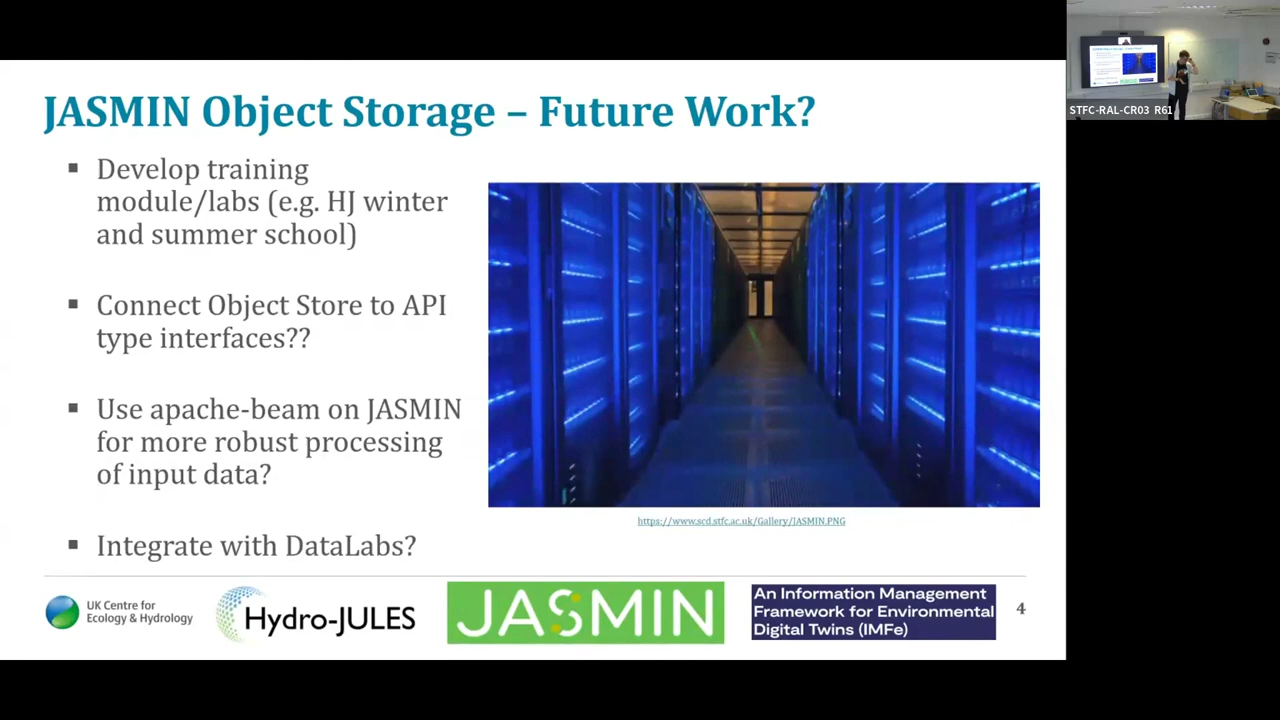 JASMIN Object Storage – Future Work?
▪ Develop training
module/labs (e.g. HJ winter
and summer school)
▪ Connect Object Store to API
type interfaces??
▪ Use apache-beam on JASMIN
for more robust processing
of input data?
▪ Integrate with DataLabs?
https://www.scd.stfc.ac.uk/Gallery/JASMIN.PNG
UK Centre for
Ecology & Hydrology
Hydro-JULES
JASMIN
An Information Management
Framework for Environmental
Digital Twins (IMFe)
4
STFC-RAL-CR03 R61